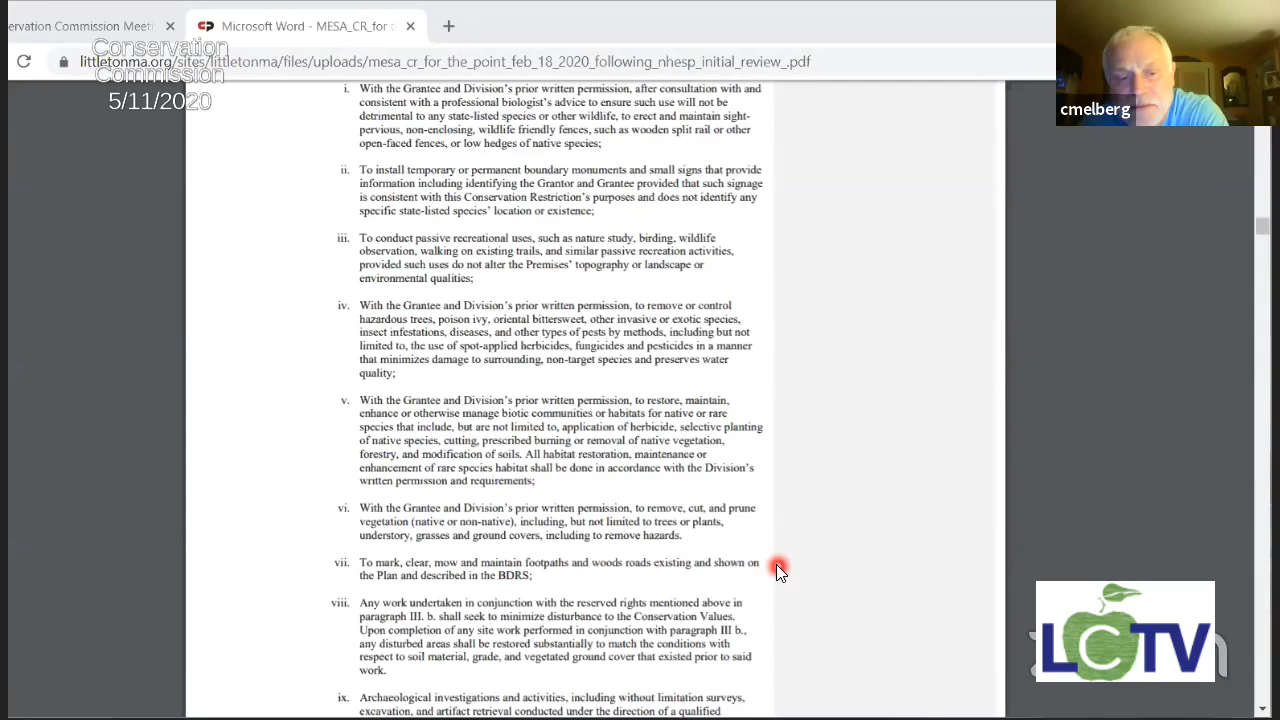 ervation Commission Meeti
Microsoft Word - MESA_CR_for t
littletonma.org/sites/littletonma/files/uploads/mesa_cr_for_the_point_feb_18_2020_following_nhesp_initial_review_.pdf
Conservation
Commission
5/11/2020
cmelberg
i. With the Grantee and Division's prior written permission, after consultation with and
consistent with a professional biologist's advice to ensure such use will not be
detrimental to any state-listed species or other wildlife, to erect and maintain sight-
pervious, non-enclosing, wildlife friendly fences, such as wooden split rail or other
open-faced fences, or low hedges of native species;
ii. To install temporary or permanent boundary monuments and small signs that provide
information including identifying the Grantor and Grantee provided that such signage
is consistent with this Conservation Restriction's purposes and does not identify any
specific state-listed species' location or existence;
iii. To conduct passive recreational uses, such as nature study, birding, wildlife
observation, walking on existing trails, and similar passive recreation activities,
provided such uses do not alter the Premises' topography or landscape or
environmental qualities;
iv. With the Grantee and Division's prior written permission, to remove or control
hazardous trees, poison ivy, oriental bittersweet, other invasive or exotic species,
insect infestations, diseases, and other types of pests by methods, including but not
limited to, the use of spot-applied herbicides, fungicides and pesticides in a manner
that minimizes damage to surrounding, non-target species and preserves water
quality;
v. With the Grantee and Division's prior written permission, to restore, maintain,
enhance or otherwise manage biotic communities or habitats for native or rare
species that include, but are not limited to, application of herbicide, selective planting
of native species, cutting, prescribed burning or removal of native vegetation,
forestry, and modification of soils. All habitat restoration, maintenance or
enhancement of rare species habitat shall be done in accordance with the Division's
written permission and requirements;
vi. With the Grantee and Division's prior written permission, to remove, cut, and prune
vegetation (native or non-native), including, but not limited to trees or plants,
understory, grasses and ground covers, including to remove hazards.
vii. To mark, clear, mow and maintain footpaths and woods roads existing and shown on
the Plan and described in the BDRS;
viii. Any work undertaken in conjunction with the reserved rights mentioned above in
paragraph III. b. shall seek to minimize disturbance to the Conservation Values.
Upon completion of any site work performed in conjunction with paragraph III b.,
any disturbed areas shall be restored substantially to match the conditions with
respect to soil material, grade, and vegetated ground cover that existed prior to said
work.
ix. Archaeological investigations and activities, including without limitation surveys,
excavation, and artifact retrieval conducted under the direction of a qualified
LCTV